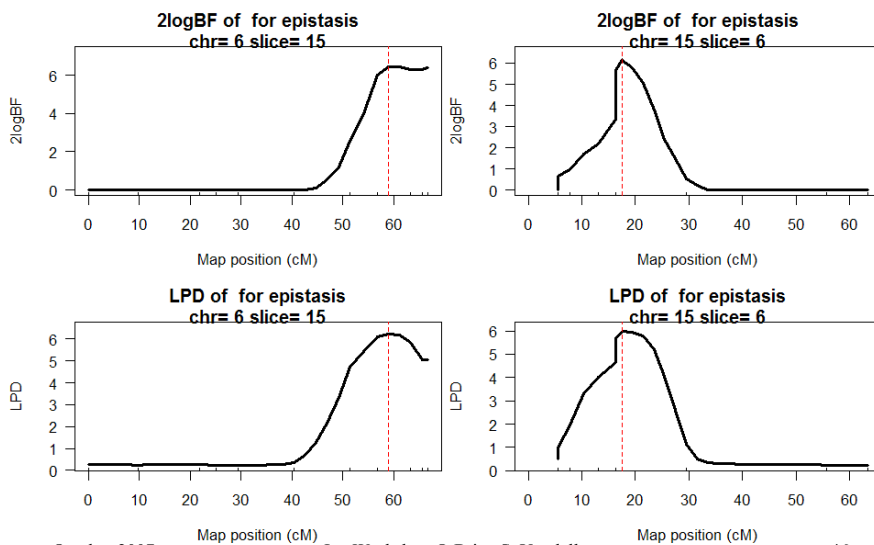 2logBF of  for epistasis
chr= 6 slice= 15
2logBF
6
4
2
0
0 10 20 30 40 50 60
Map position (cM)
2logBF of  for epistasis
chr= 15 slice= 6
2logBF
6
5
4
3
2
1
0
0 10 20 30 40 50 60
Map position (cM)
LPD of  for epistasis
chr= 6 slice= 15
LPD
6
5
4
3
2
1
0
0 10 20 30 40 50 60
Map position (cM)
LPD of  for epistasis
chr= 15 slice= 6
LPD
6
5
4
3
2
1
0
0 10 20 30 40 50 60
Map position (cM)